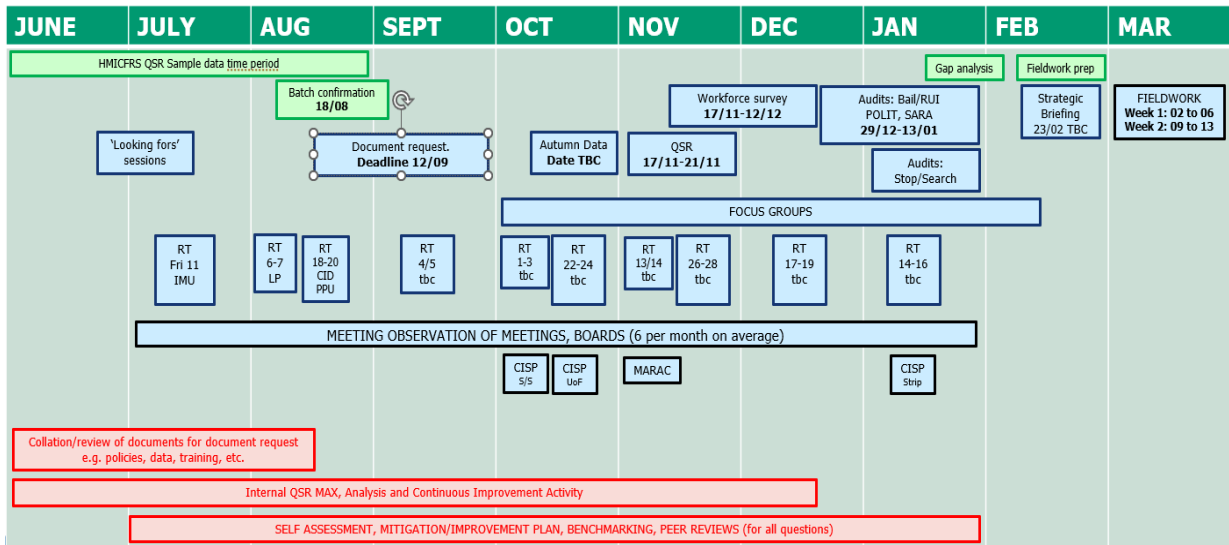 JUNE JULY AUG SEPT OCT NOV DEC JAN FEB MAR
HMICFRS QSR Sample data time period
Gap analysis
Fieldwork prep
Batch confirmation
18/08
Workforce survey
17/11-12/12
Audits: Bail/RUI
POLIT, SARA
29/12-13/01
Strategic
Briefing
23/02 TBC
FIELDWORK
Week 1: 02 to 06
Week 2: 09 to 13
'Looking fors'
sessions
Document request.
Deadline 12/09
Autumn Data
Date TBC
QSR
17/11-21/11
Audits:
Stop/Search
FOCUS GROUPS
RT
Fri 11
IMU
RT
6-7
LP
RT
18-20
CID
PPU
RT
4/5
tbc
RT
1-3
tbc
RT
22-24
tbc
RT
13/14
tbc
RT
26-28
tbc
RT
17-19
tbc
RT
14-16
tbc
MEETING OBSERVATION OF MEETINGS, BOARDS (6 per month on average)
CISP
S/S
CISP
UoF
MARAC
CISP
Strip
Collation/review of documents for document request
e.g. policies, data, training, etc.
Internal QSR MAX, Analysis and Continuous Improvement Activity
SELF ASSESSMENT, MITIGATION/IMPROVEMENT PLAN, BENCHMARKING, PEER REVIEWS (for all questions)